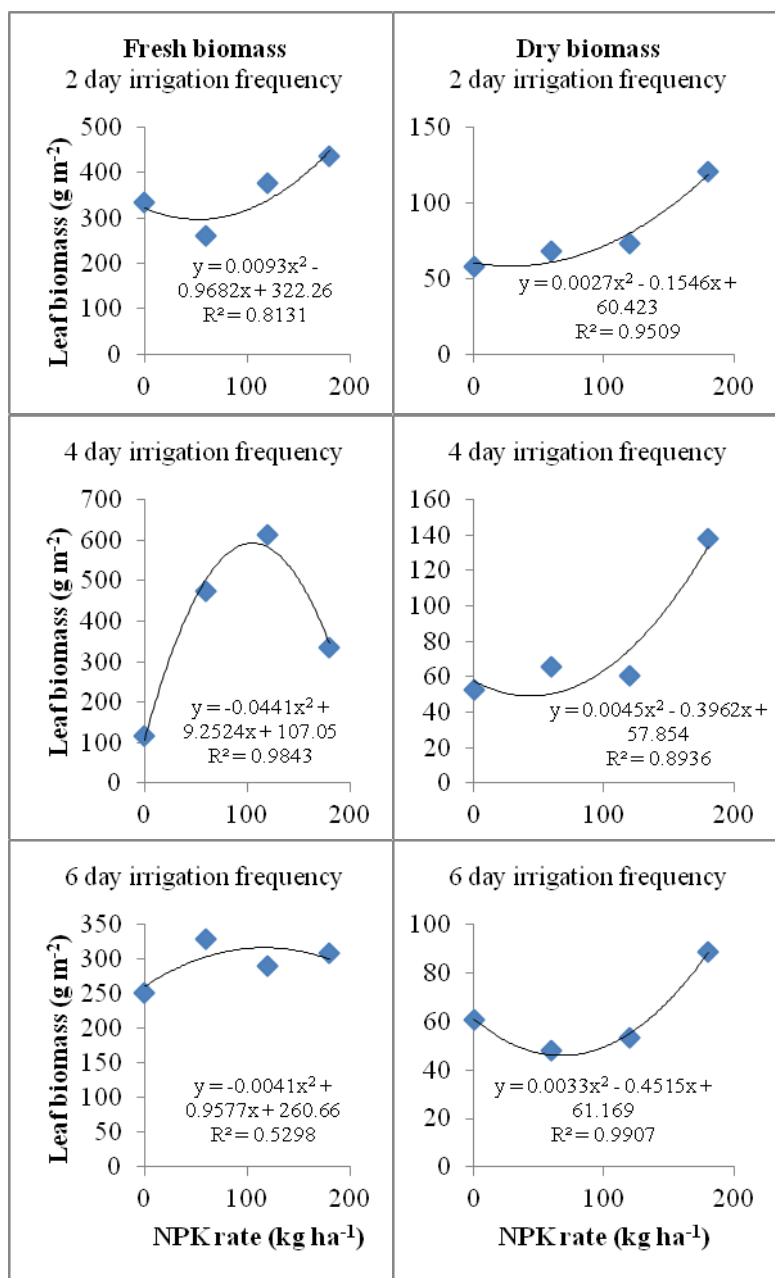 Fresh biomass
2 day irrigation frequency
Leaf biomass (g m⁻²)
500
400
300
200
100
0
0
100
200
y = 0.0093x² -
0.9682x + 322.26
R² = 0.8131
Dry biomass
2 day irrigation frequency
150
100
50
0
0
100
200
y = 0.0027x² - 0.1546x +
60.423
R² = 0.9509
4 day irrigation frequency
Leaf biomass (g m⁻²)
700
600
500
400
300
200
100
0
0
100
200
y = -0.0441x² +
9.2524x + 107.05
R² = 0.9843
4 day irrigation frequency
160
140
120
100
80
60
40
20
0
0
100
200
y = 0.0045x² - 0.3962x +
57.854
R² = 0.8936
6 day irrigation frequency
Leaf biomass (g m⁻²)
350
300
250
200
150
100
50
0
0
100
200
y = -0.0041x² +
0.9577x + 260.66
R² = 0.5298
NPK rate (kg ha⁻¹)
6 day irrigation frequency
100
80
60
40
20
0
0
100
200
y = 0.0033x² - 0.4515x +
61.169
R² = 0.9907
NPK rate (kg ha⁻¹)